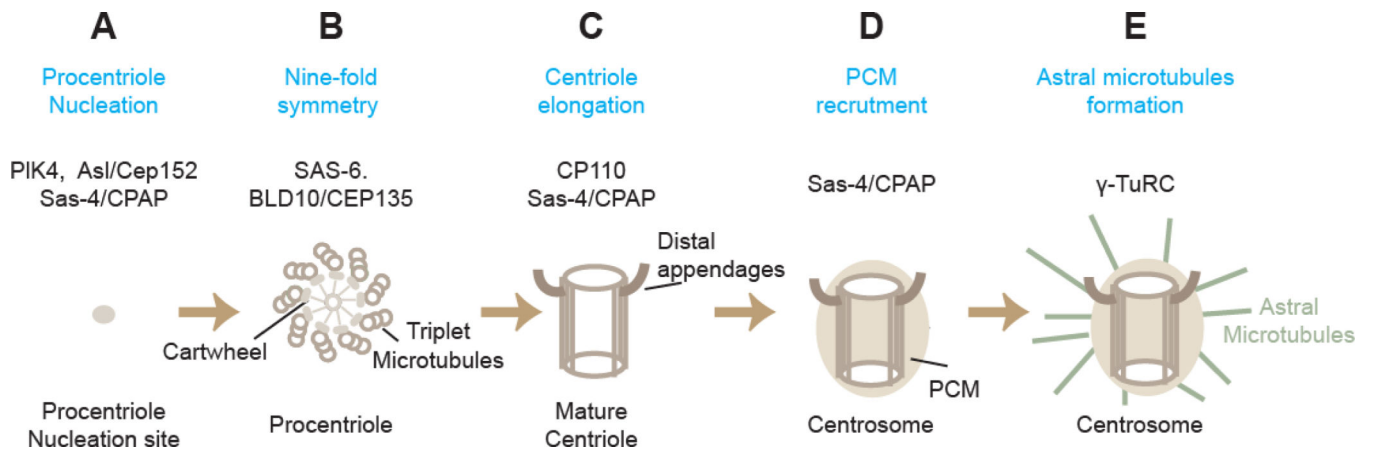 A
Procentriole
Nucleation
PlK4, Asl/Cep152
Sas-4/CPAP
Procentriole
Nucleation site
B
Nine-fold
symmetry
SAS-6.
BLD10/CEP135
Cartwheel
Triplet
Microtubules
Procentriole
C
Centriole
elongation
CP110
Sas-4/CPAP
Distal
appendages
Mature
Centriole
D
PCM
recrutment
Sas-4/CPAP
PCM
Centrosome
E
Astral microtubules
formation
γ-TuRC
Astral
Microtubules
Centrosome